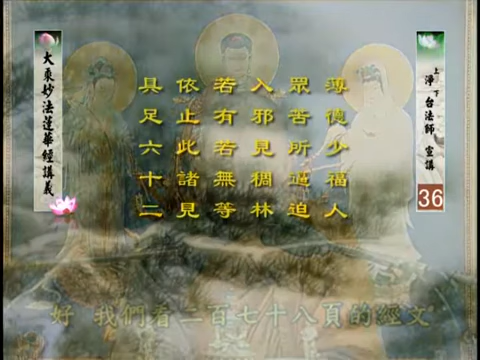 大乘妙法蓮華經講義
上淨下台法師 宣講
36
薄德少福人
眾苦所逼迫
入邪見稠林
若有若無等
依止此諸見
具足六十二
好 我們看二百七十八頁的經文